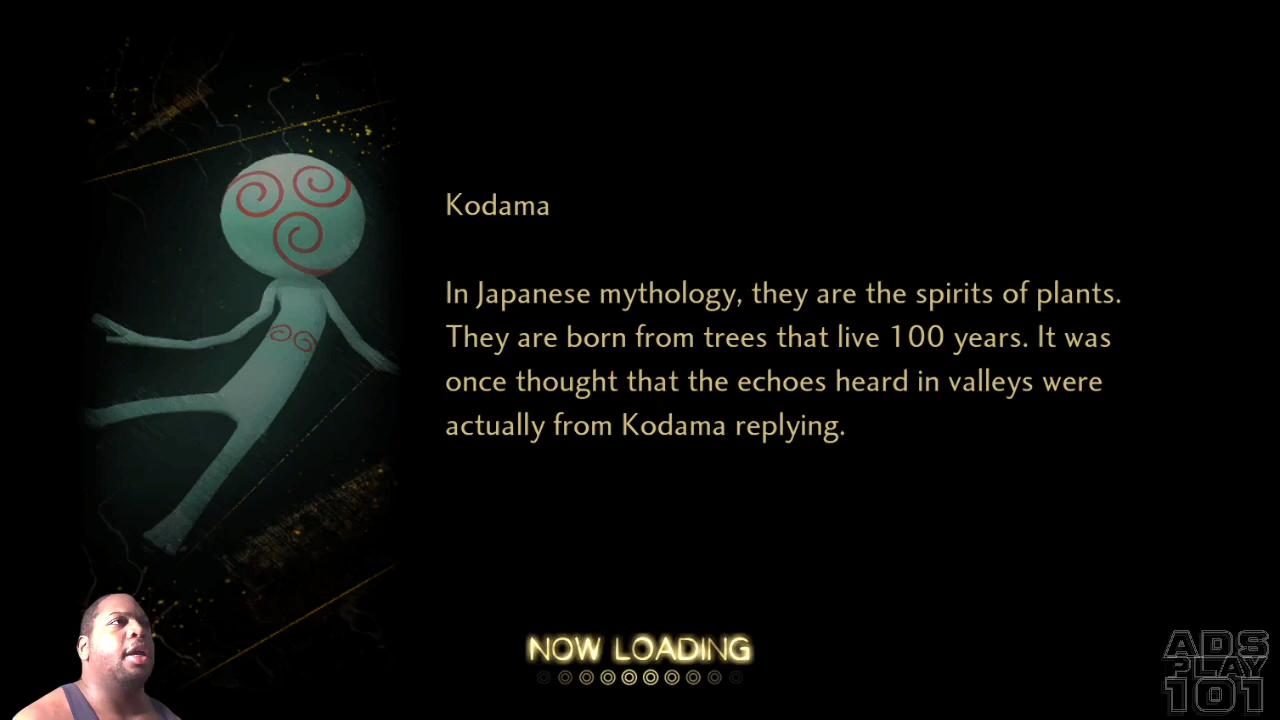 Kodama
In Japanese mythology, they are the spirits of plants.
They are born from trees that live 100 years. It was
once thought that the echoes heard in valleys were
actually from Kodama replying.
NOW LOADING
ADS
PLAY
101